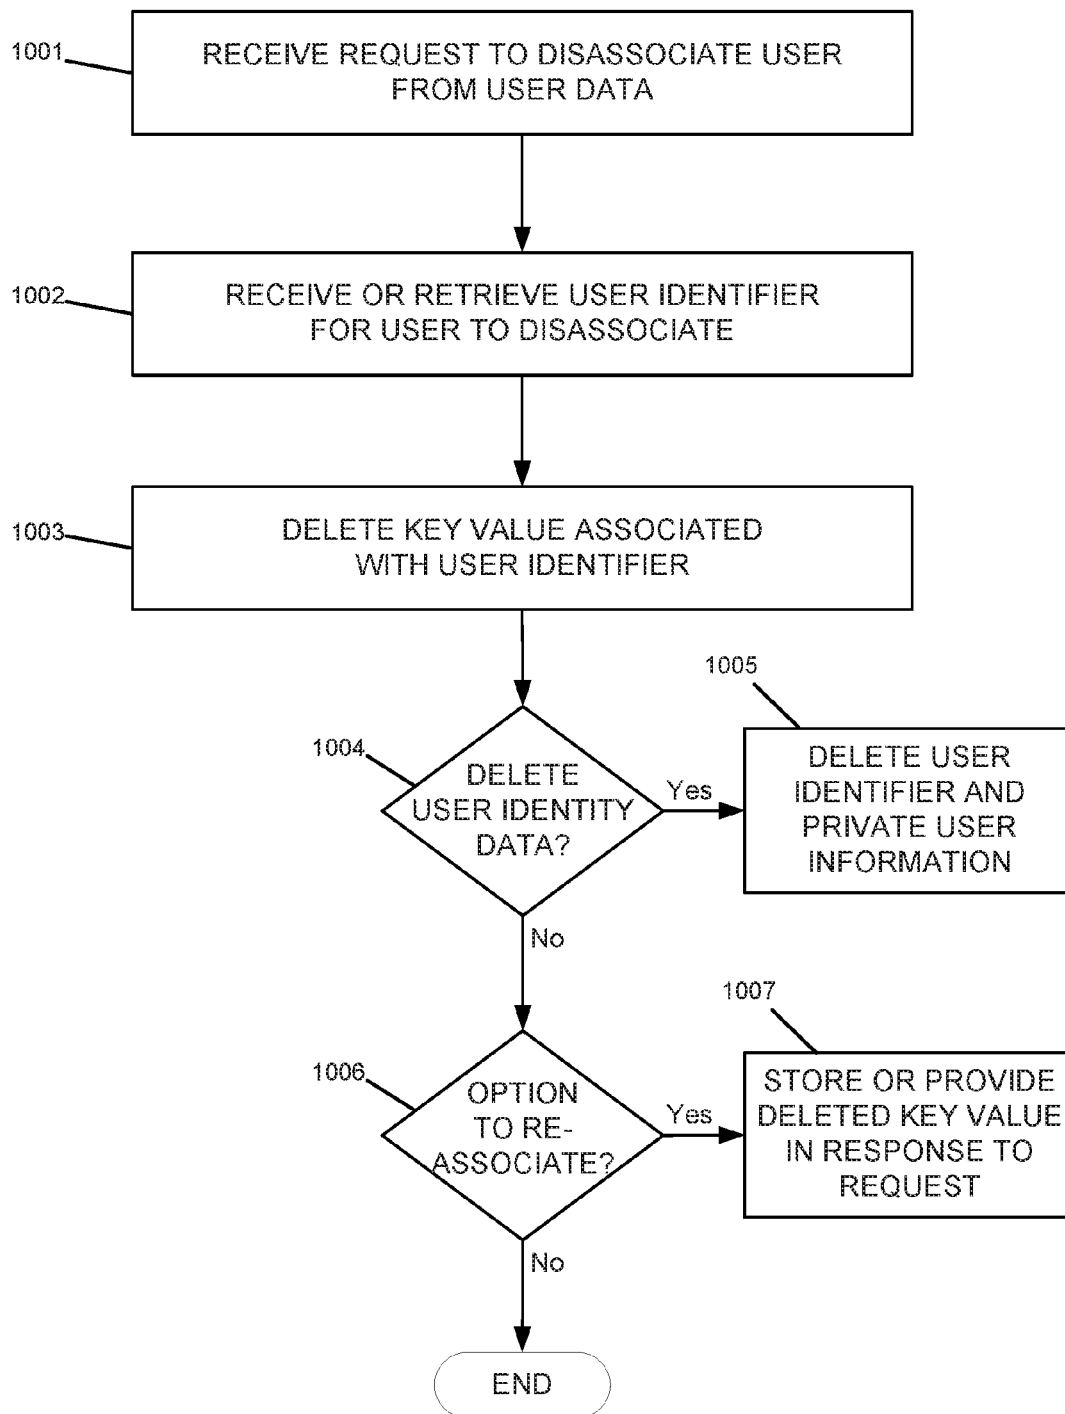 1001
RECEIVE REQUEST TO DISASSOCIATE USER
FROM USER DATA
1002
RECEIVE OR RETRIEVE USER IDENTIFIER
FOR USER TO DISASSOCIATE
1003
DELETE KEY VALUE ASSOCIATED
WITH USER IDENTIFIER
1004
DELETE
USER IDENTITY
DATA?
Yes
1005
DELETE USER
IDENTIFIER AND
PRIVATE USER
INFORMATION
No
1006
OPTION
TO RE-
ASSOCIATE?
Yes
1007
STORE OR PROVIDE
DELETED KEY VALUE
IN RESPONSE TO
REQUEST
No
END